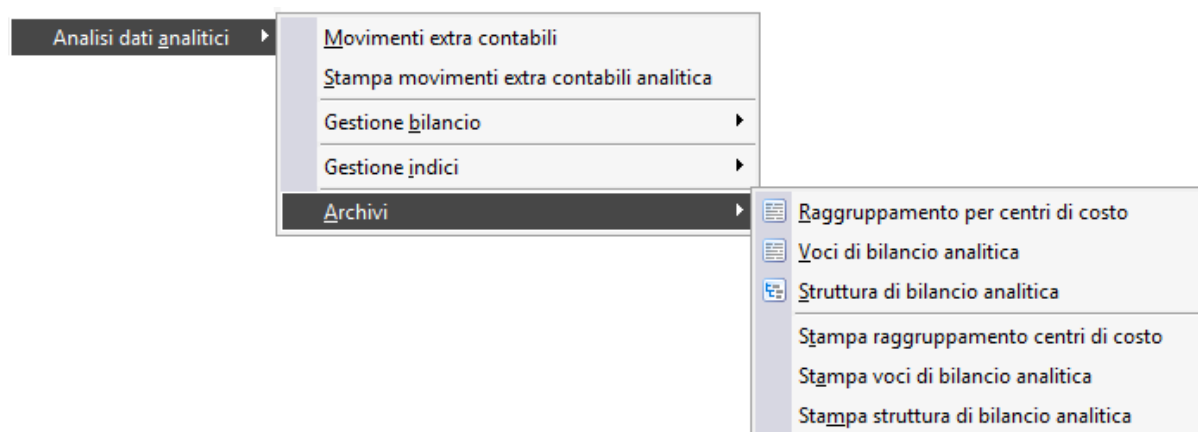 Analisi dati analitici
Movimenti extra contabili
Stampa movimenti extra contabili analitica
Gestione bilancio
Gestione indici
Archivi
Raggruppamento per centri di costo
Voci di bilancio analitica
Struttura di bilancio analitica
Stampa raggruppamento centri di costo
Stampa voci di bilancio analitica
Stampa struttura di bilancio analitica